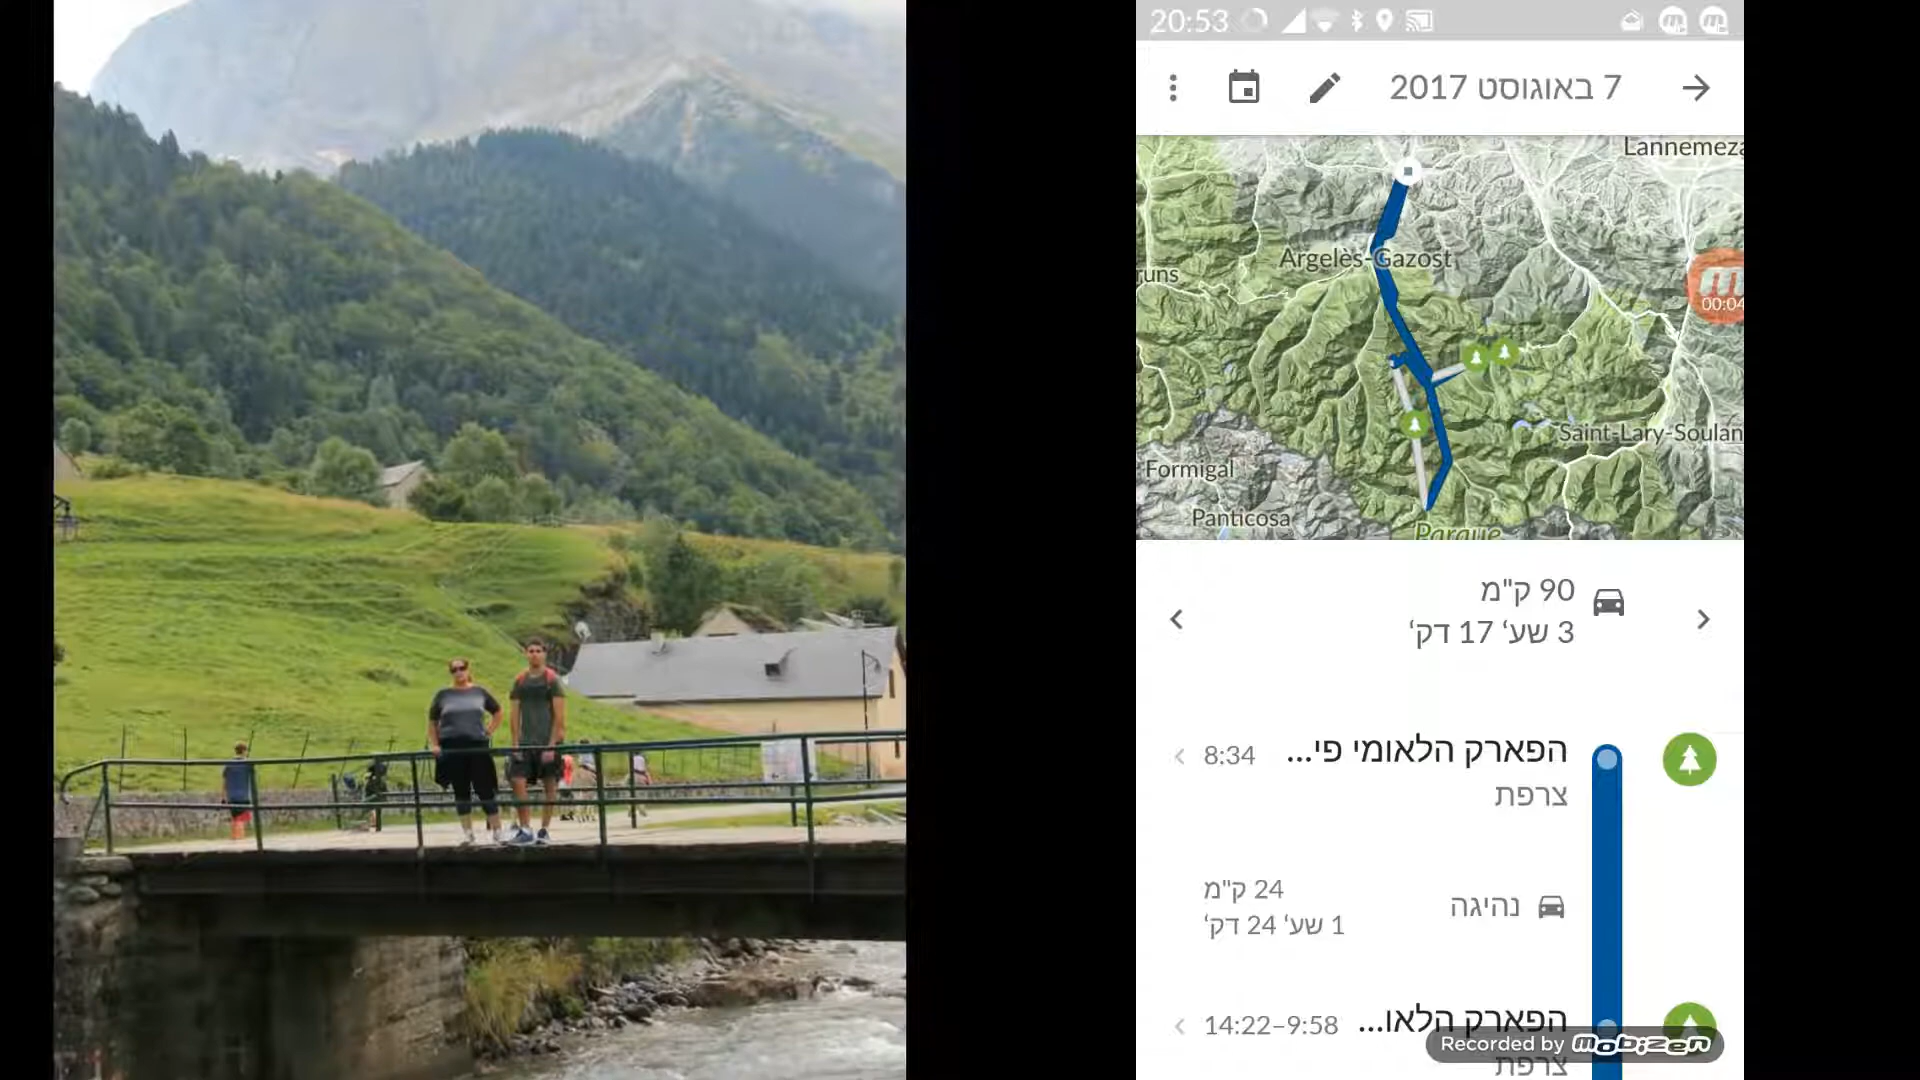 20:53
7 באוגוסט 2017
Lannemeza
Argelès-Gazost
runs
00:04
Saint-Lary-Soulan
Formigal
Panticosa
Parque
90 ק"מ
3 שע' 17 דק'
הפארק הלאומי פי...
8:34
צרפת
נהיגה
24 ק"מ
1 שע' 24 דק'
הפארק הלאו...
14:22–9:58
Recorded by mobizen
צרפת